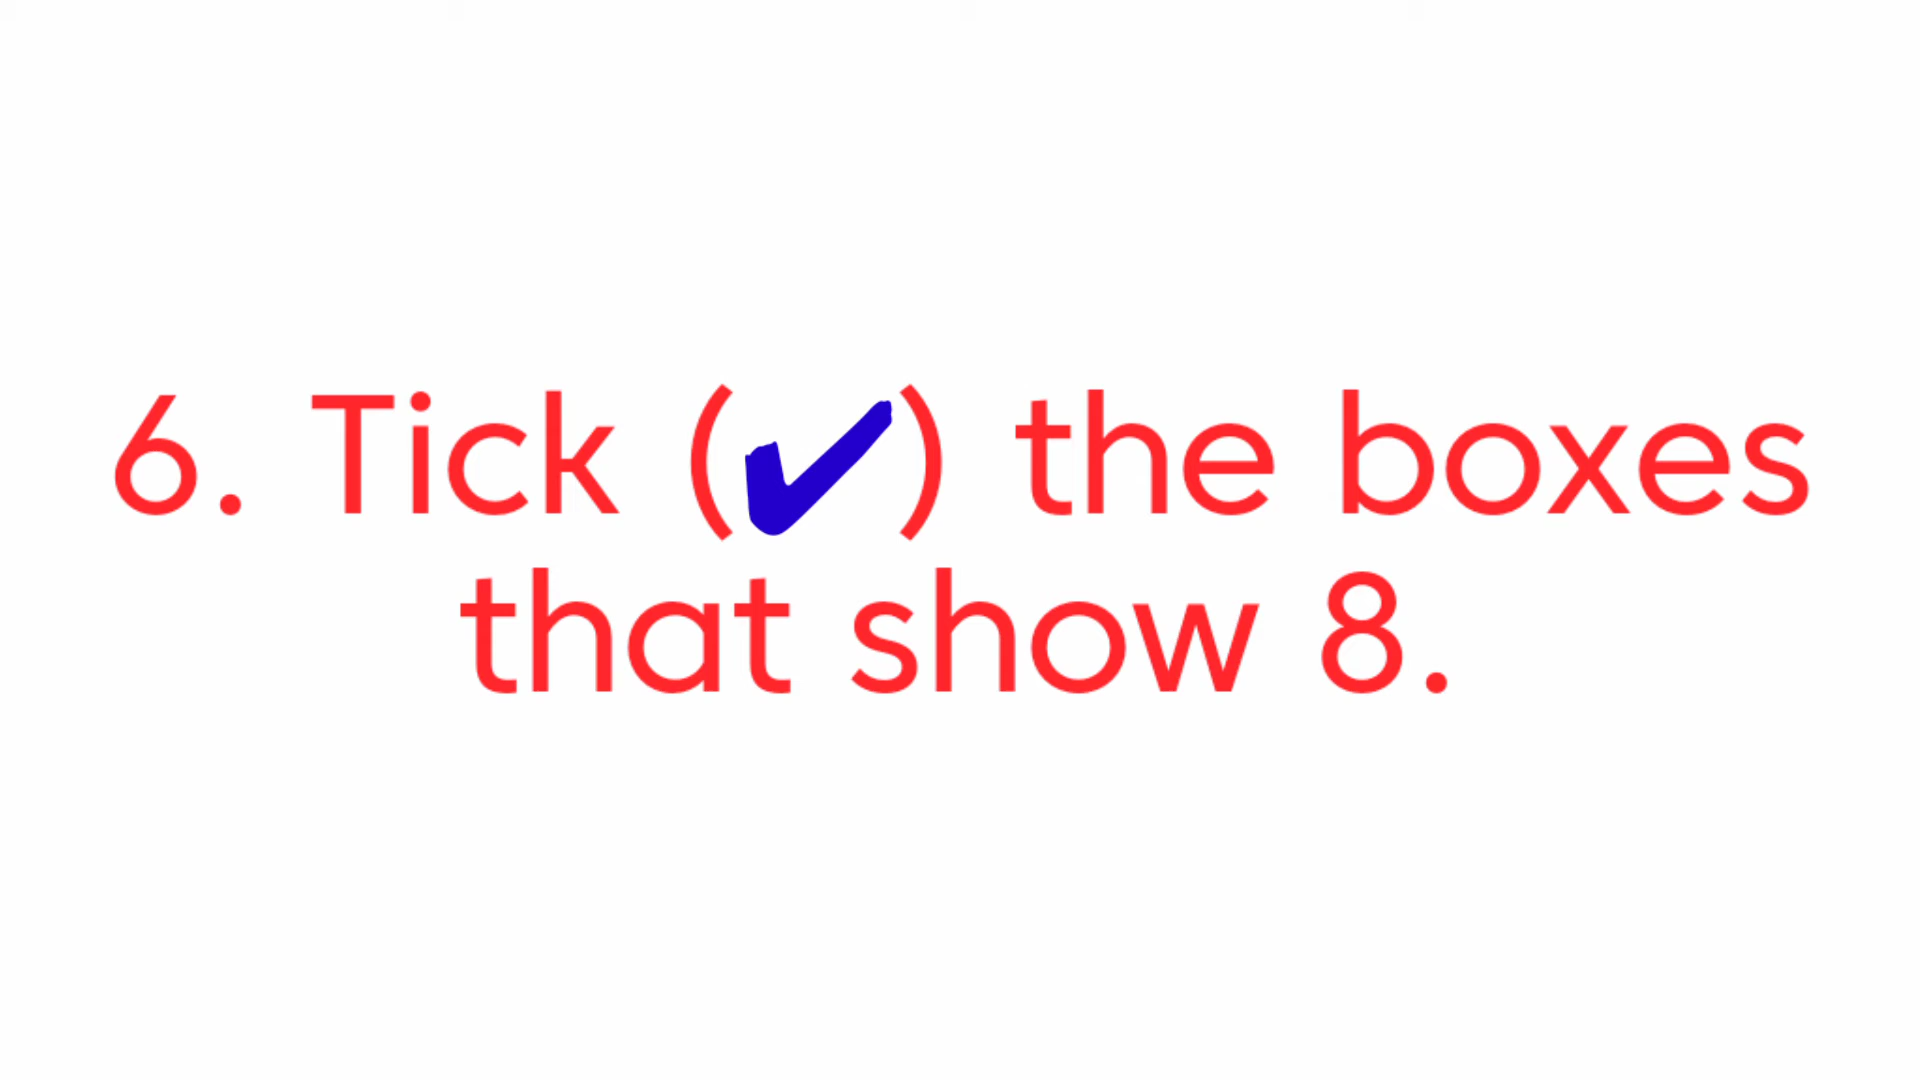 6. Tick (✔) the boxes
that show 8.